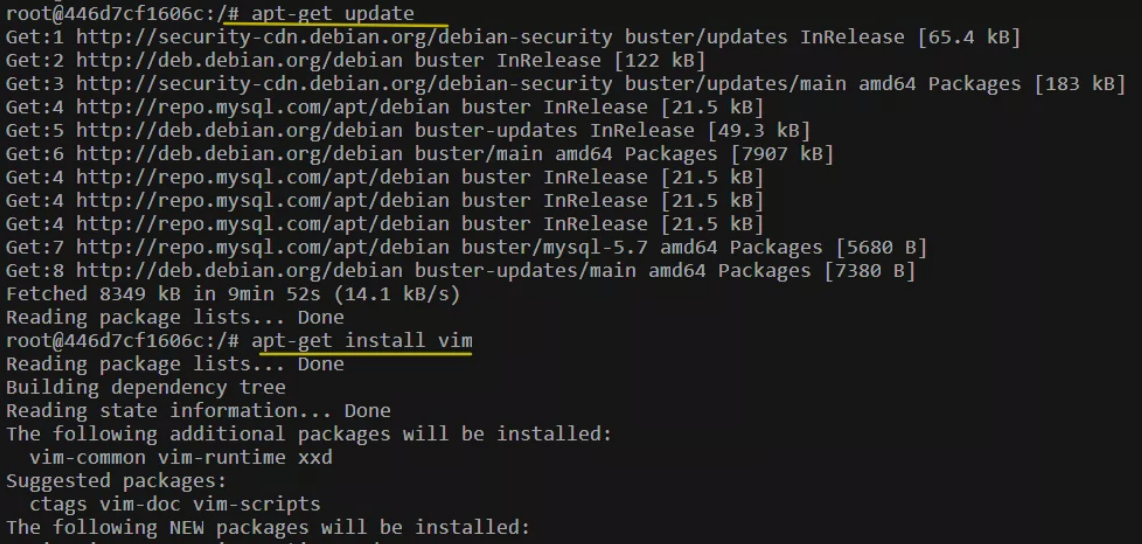 root@446d7cf1606c:/# apt-get update
Get:1 http://security-cdn.debian.org/debian-security buster/updates InRelease [65.4 kB]
Get:2 http://deb.debian.org/debian buster InRelease [122 kB]
Get:3 http://security-cdn.debian.org/debian-security buster/updates/main amd64 Packages [183 kB]
Get:4 http://repo.mysql.com/apt/debian buster InRelease [21.5 kB]
Get:5 http://deb.debian.org/debian buster-updates InRelease [49.3 kB]
Get:6 http://deb.debian.org/debian buster/main amd64 Packages [7907 kB]
Get:4 http://repo.mysql.com/apt/debian buster InRelease [21.5 kB]
Get:4 http://repo.mysql.com/apt/debian buster InRelease [21.5 kB]
Get:4 http://repo.mysql.com/apt/debian buster InRelease [21.5 kB]
Get:7 http://repo.mysql.com/apt/debian buster/mysql-5.7 amd64 Packages [5680 B]
Get:8 http://deb.debian.org/debian buster-updates/main amd64 Packages [7380 B]
Fetched 8349 kB in 9min 52s (14.1 kB/s)
Reading package lists... Done
root@446d7cf1606c:/# apt-get install vim
Reading package lists... Done
Building dependency tree
Reading state information... Done
The following additional packages will be installed:
  vim-common vim-runtime xxd
Suggested packages:
  ctags vim-doc vim-scripts
The following NEW packages will be installed: